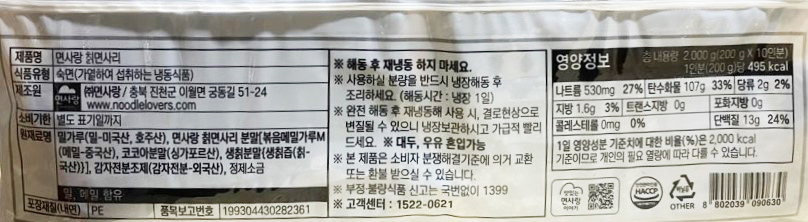 제품명 면사랑 칡면사리
식품유형 숙면(가열하여 섭취하는 냉동식품)
제조원 면사랑 ㈜면사랑 / 충북 진천군 이월면 궁동길 51-24
www.noodlelovers.com
소비기한 별도 표기일까지
원재료명 밀가루(밀-미국산, 호주산), 면사랑 칡면사리 분말[볶음메밀가루M
(메밀-중국산), 코코아분말(싱가포르산), 생칡분말(생칡즙(칡-
국산))], 감자전분조제(감자전분-외국산), 정제소금
밀, 메밀 함유
포장재질(내면) PE 품목보고번호 199304430282361
※ 해동 후 재냉동 하지 마세요.
※ 사용하실 분량을 반드시 냉장해동 후
조리하세요. (해동시간 : 냉장 1일)
※ 완전 해동 후 재냉동해 사용 시, 결로현상으로
변질될 수 있으니 냉장보관하시고 가급적 빨리
드세요. ※ 대두, 우유 혼입가능
※ 본 제품은 소비자 분쟁해결기준에 의거 교환
또는 환불 받으실 수 있습니다.
※ 부정·불량식품 신고는 국번없이 1399
※ 고객센터 : 1522-0621
영양정보 총 내용량 2,000 g(200 g X 10인분)
1인분(200 g)당 495 kcal
나트륨 530mg 27% 탄수화물 107g 33% 당류 2g 2%
지방 1.6g 3% 트랜스지방 0g 포화지방 0g
콜레스테롤 0mg 0% 단백질 13g 24%
1일 영양성분 기준치에 대한 비율(%)은 2,000 kcal
기준이므로 개인의 필요 열량에 따라 다를 수 있습니다.
맛있는
면사랑
이야기
HACCP
OTHER
8 802039 090630